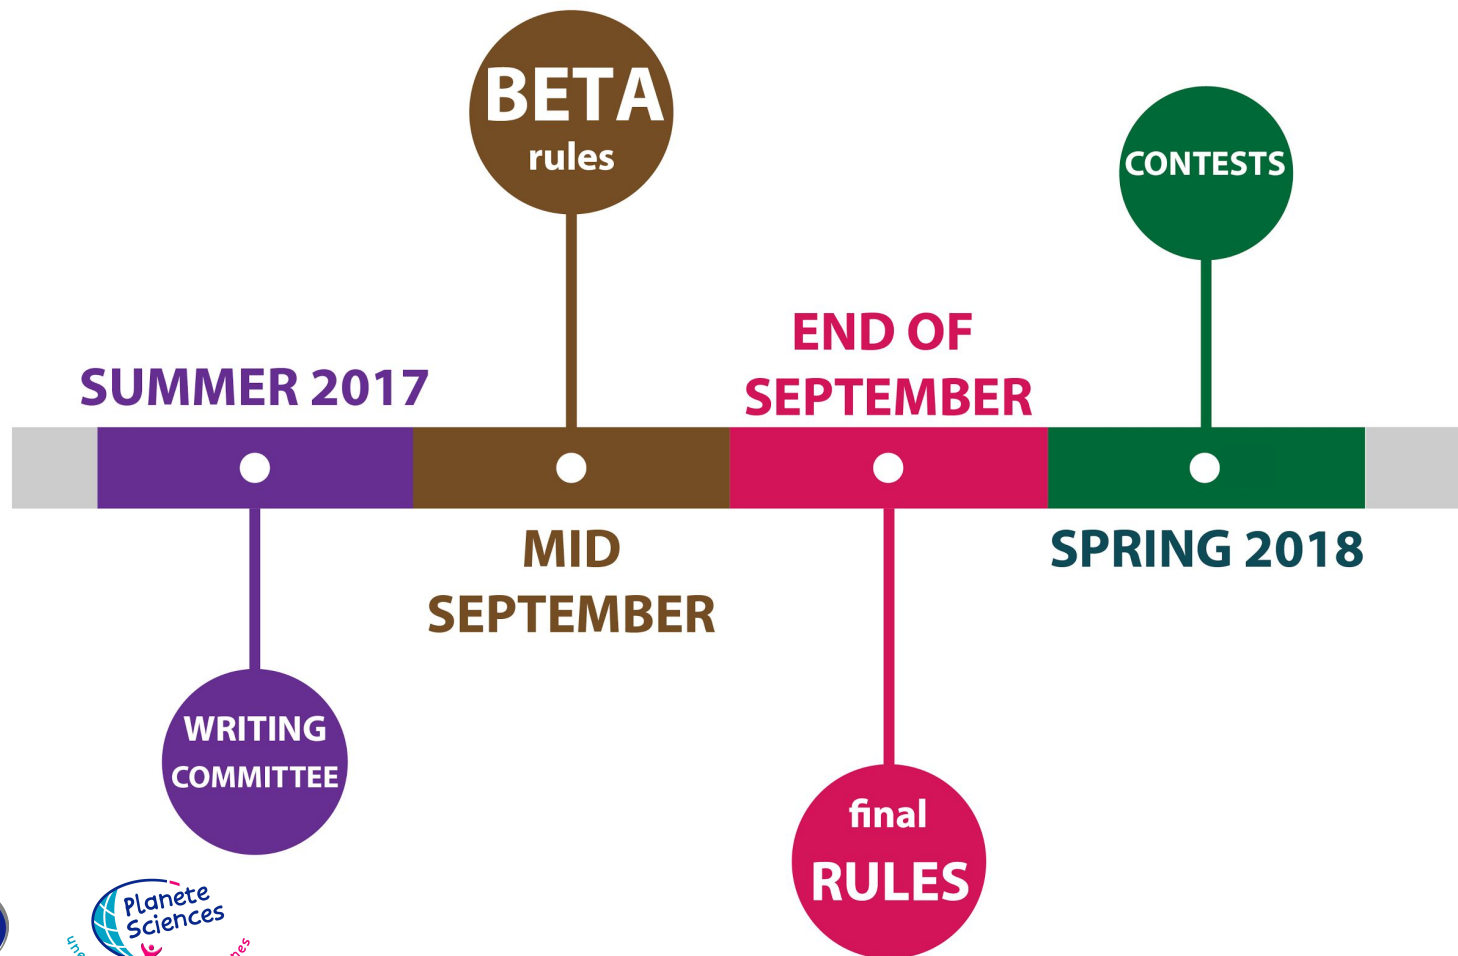 BETA
rules
CONTESTS
SUMMER 2017
END OF
SEPTEMBER
MID
SEPTEMBER
SPRING 2018
WRITING
COMMITTEE
final
RULES
Planete
Sciences